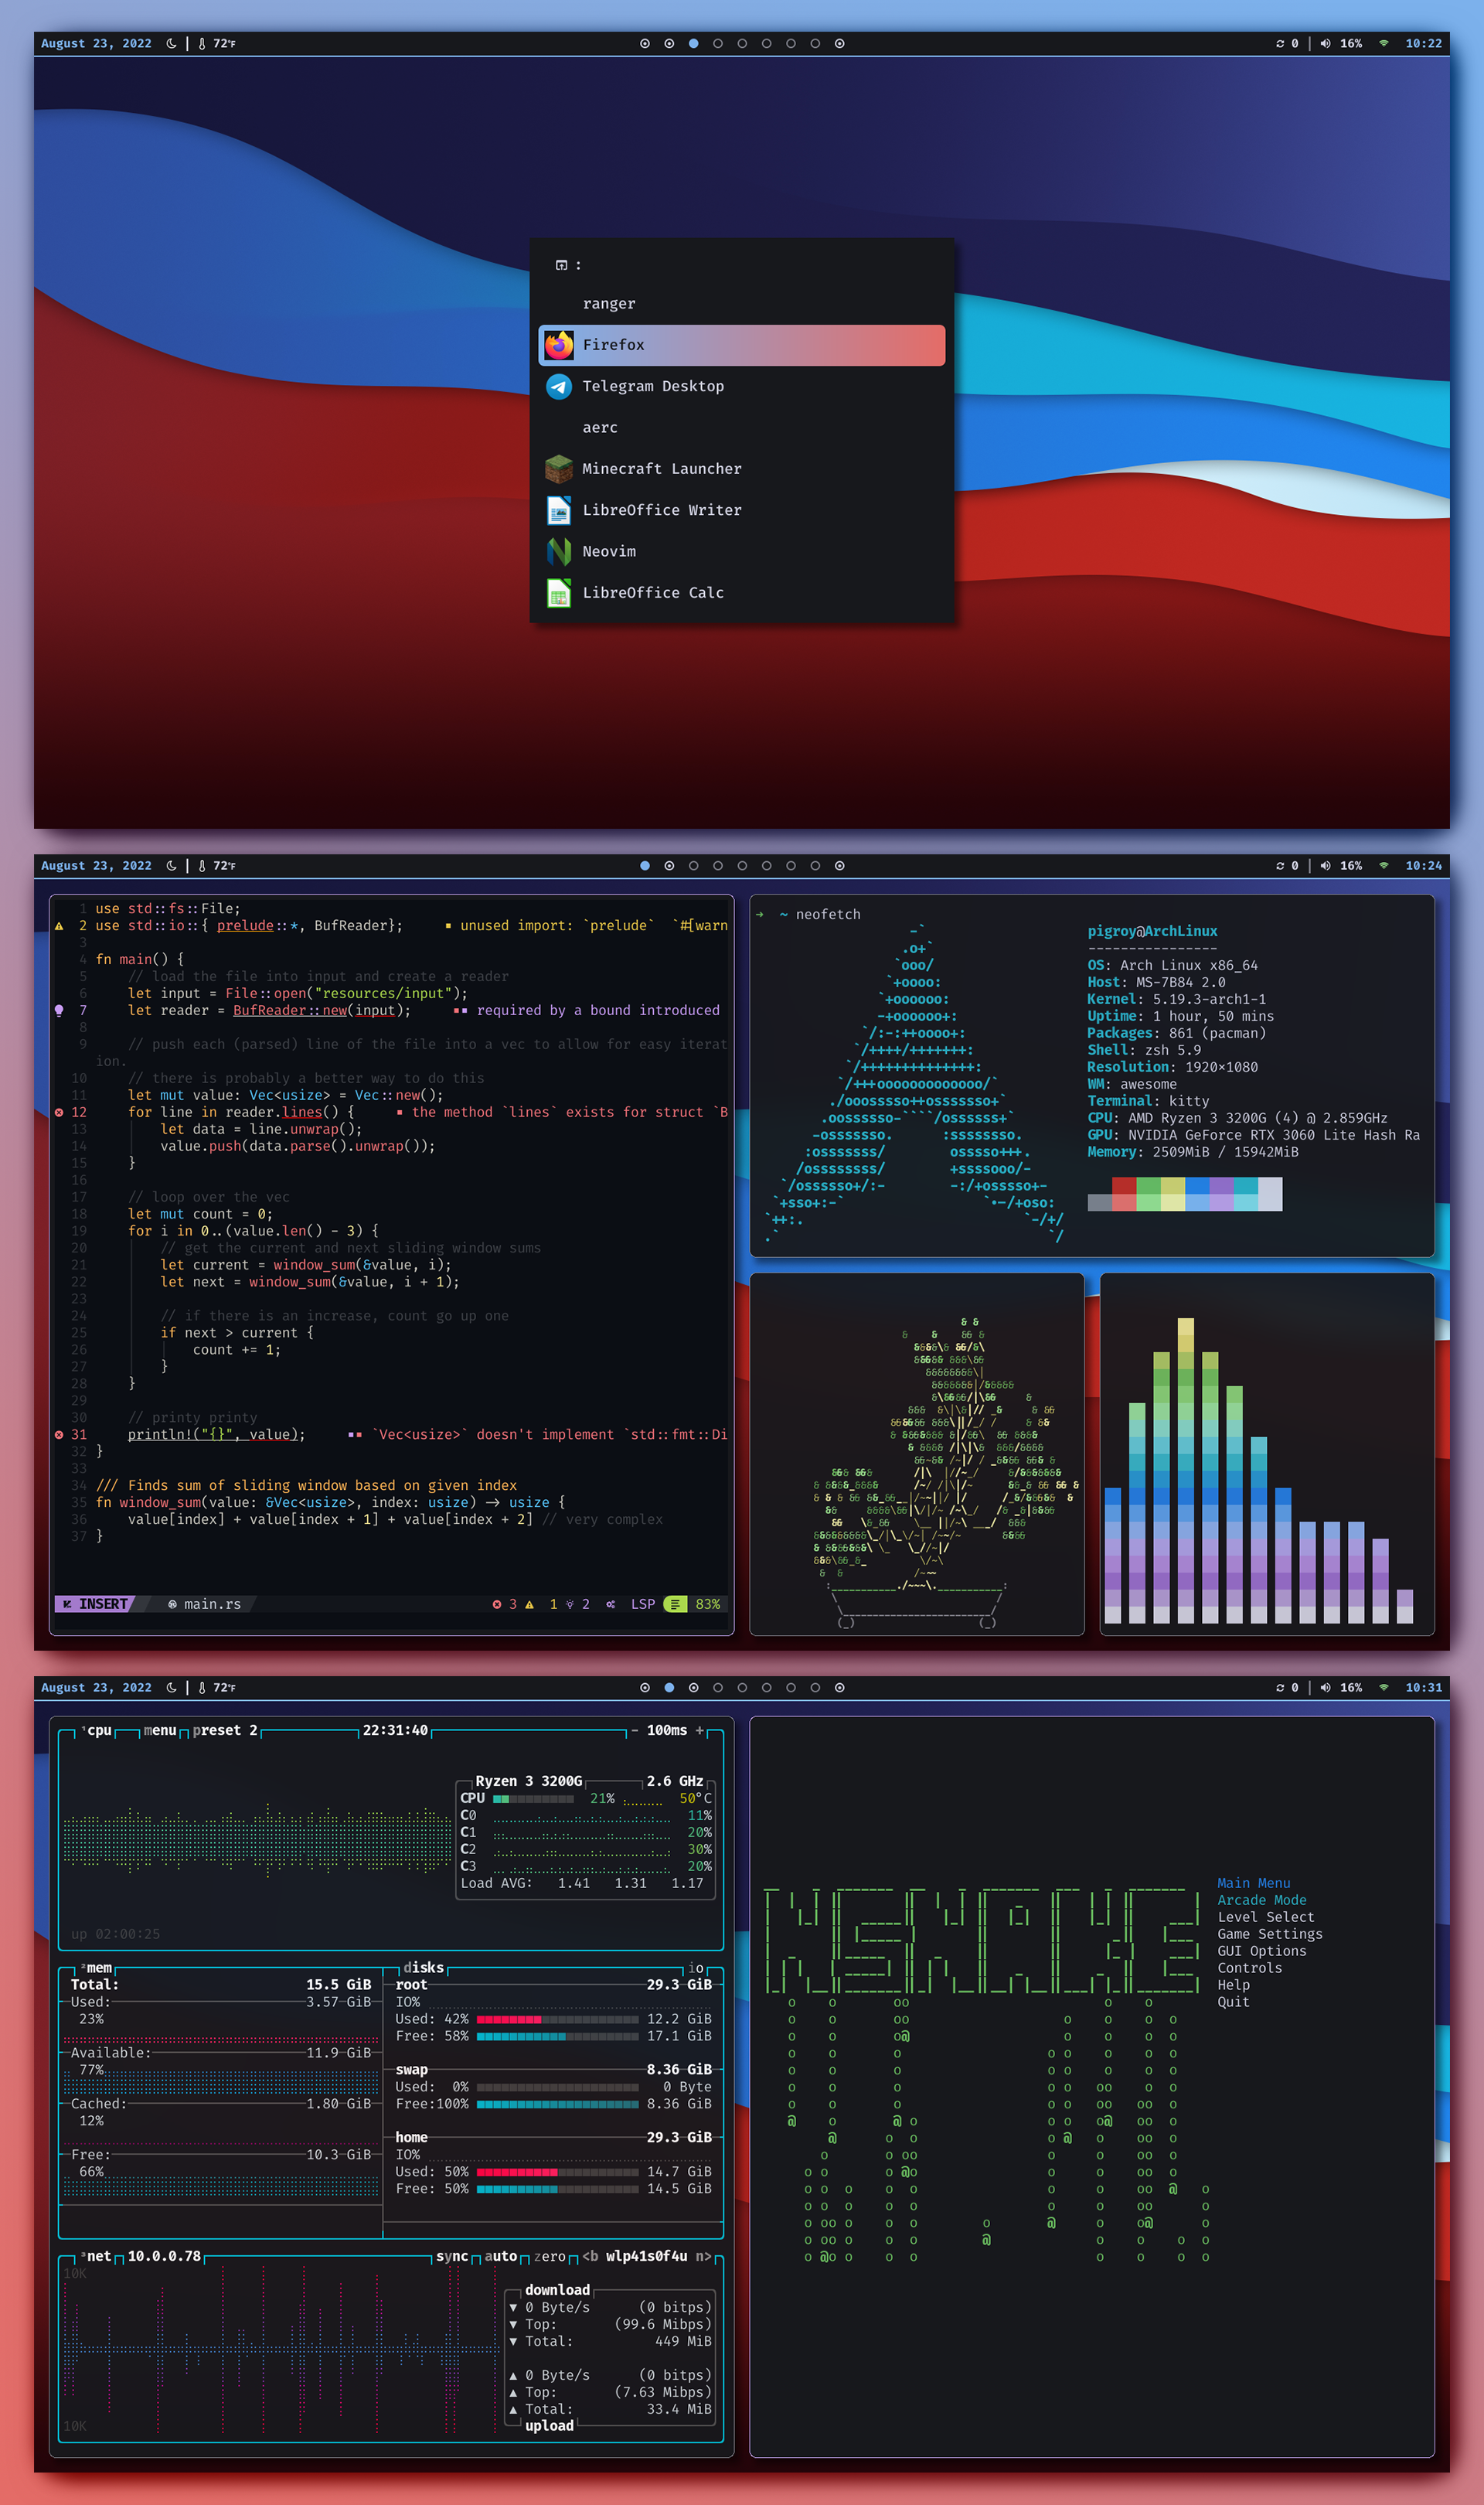 August 23, 2022 72°F 0 16% 10:22
:
ranger
Firefox
Telegram Desktop
aerc
Minecraft Launcher
LibreOffice Writer
Neovim
LibreOffice Calc
August 23, 2022 72°F 0 16% 10:24
1 use std::fs::File;
2 use std::io::{ prelude::*, BufReader}; ▪ unused import: `prelude` `#[warn
3
4 fn main() {
5 // load the file into input and create a reader
6 let input = File::open("resources/input");
7 let reader = BufReader::new(input); ▪▪ required by a bound introduced
8
9 // push each (parsed) line of the file into a vec to allow for easy iterat
ion.
10 // there is probably a better way to do this
11 let mut value: Vec<usize> = Vec::new();
12 for line in reader.lines() { ▪ the method `lines` exists for struct `B
13 let data = line.unwrap();
14 value.push(data.parse().unwrap());
15 }
16
17 // loop over the vec
18 let mut count = 0;
19 for i in 0..(value.len() - 3) {
20 // get the current and next sliding window sums
21 let current = window_sum(&value, i);
22 let next = window_sum(&value, i + 1);
23
24 // if there is an increase, count go up one
25 if next > current {
26 count += 1;
27 }
28 }
29
30 // printy printy
31 println!("{}", value); ▪▪ `Vec<usize>` doesn't implement `std::fmt::Di
32 }
33
34 /// Finds sum of sliding window based on given index
35 fn window_sum(value: &Vec<usize>, index: usize) → usize {
36 value[index] + value[index + 1] + value[index + 2] // very complex
37 }
INSERT main.rs 3 1 2 LSP 83%
→ ~ neofetch
pigroy@ArchLinux
----------------
OS: Arch Linux x86_64
Host: MS-7B84 2.0
Kernel: 5.19.3-arch1-1
Uptime: 1 hour, 50 mins
Packages: 861 (pacman)
Shell: zsh 5.9
Resolution: 1920×1080
WM: awesome
Terminal: kitty
CPU: AMD Ryzen 3 3200G (4) @ 2.859GHz
GPU: NVIDIA GeForce RTX 3060 Lite Hash Ra
Memory: 2509MiB / 15942MiB
August 23, 2022 72°F 0 16% 10:31
¹cpu menu preset 2 22:31:40 - 100ms +
Ryzen 3 3200G 2.6 GHz
CPU 21% 50°C
C0 11%
C1 20%
C2 30%
C3 20%
Load AVG: 1.41 1.31 1.17
up 02:00:25
²mem
Total: 15.5 GiB
Used: 3.57 GiB
23%
Available: 11.9 GiB
77%
Cached: 1.80 GiB
12%
Free: 10.3 GiB
66%
disks io
root 29.3 GiB
IO%
Used: 42% 12.2 GiB
Free: 58% 17.1 GiB
swap 8.36 GiB
Used: 0% 0 Byte
Free:100% 8.36 GiB
home 29.3 GiB
IO%
Used: 50% 14.7 GiB
Free: 50% 14.5 GiB
³net 10.0.0.78 sync auto zero <b wlp41s0f4u n>
10K
download
▼ 0 Byte/s (0 bitps)
▼ Top: (99.6 Mibps)
▼ Total: 449 MiB
▲ 0 Byte/s (0 bitps)
▲ Top: (7.63 Mibps)
▲ Total: 33.4 MiB
upload
10K
NSNAKE
Main Menu
Arcade Mode
Level Select
Game Settings
GUI Options
Controls
Help
Quit